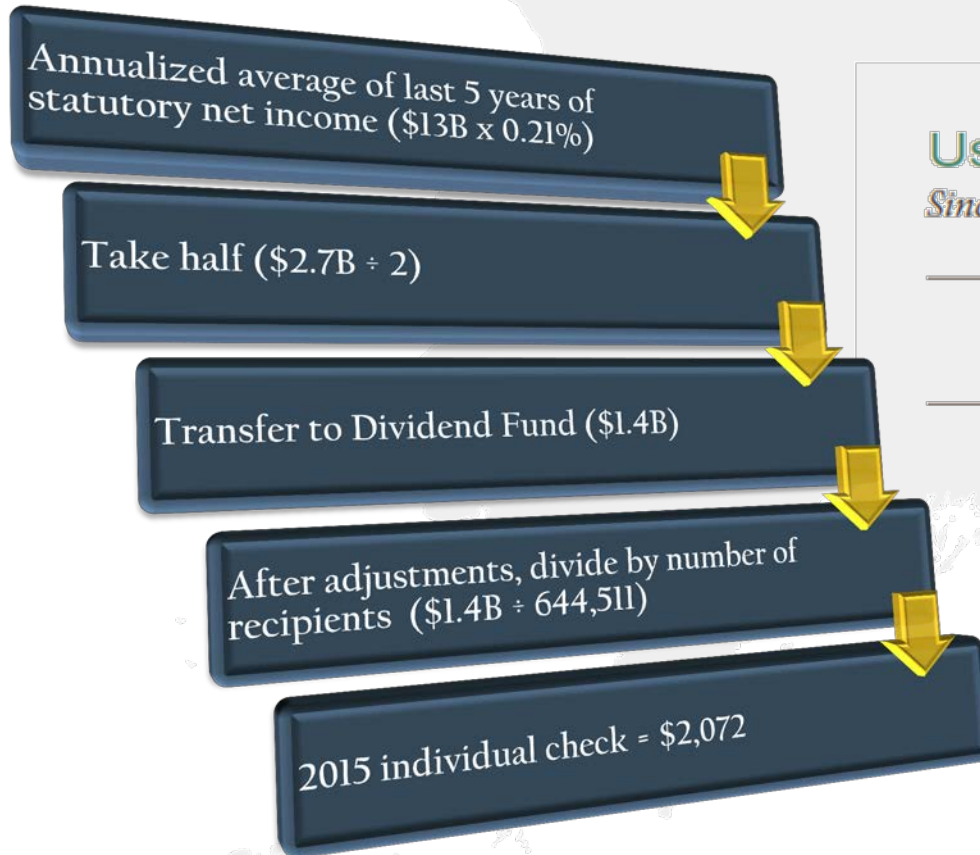 Annualized average of last 5 years of
statutory net income ($13B x 0.21%)
Take half ($2.7B ÷ 2)
Transfer to Dividend Fund ($1.4B)
After adjustments, divide by number of
recipients ($1.4B ÷ 644,511)
2015 individual check = $2,072